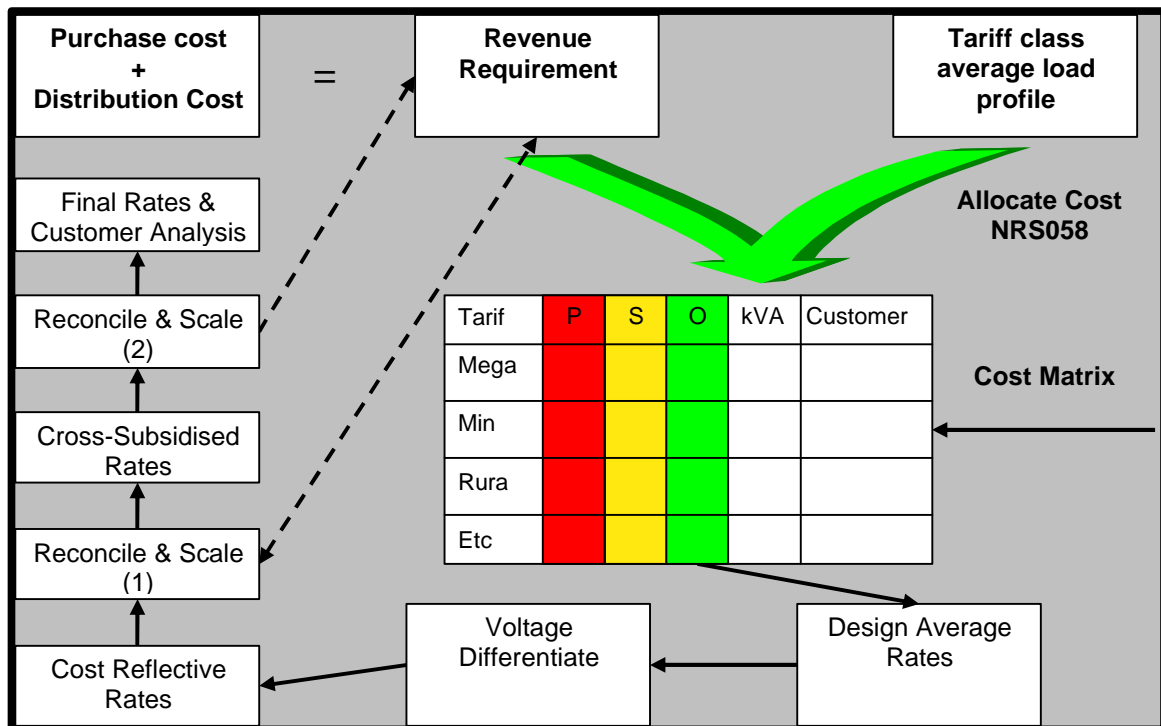 Purchase cost
+
Distribution Cost
=
Revenue
Requirement
Tariff class
average load
profile
Final Rates &
Customer Analysis
Allocate Cost
NRS058
Reconcile & Scale
(2)
Tarif P S O kVA Customer
Mega
Min
Rura
Etc
Cost Matrix
Cross-Subsidised
Rates
Reconcile & Scale
(1)
Cost Reflective
Rates
Voltage
Differentiate
Design Average
Rates